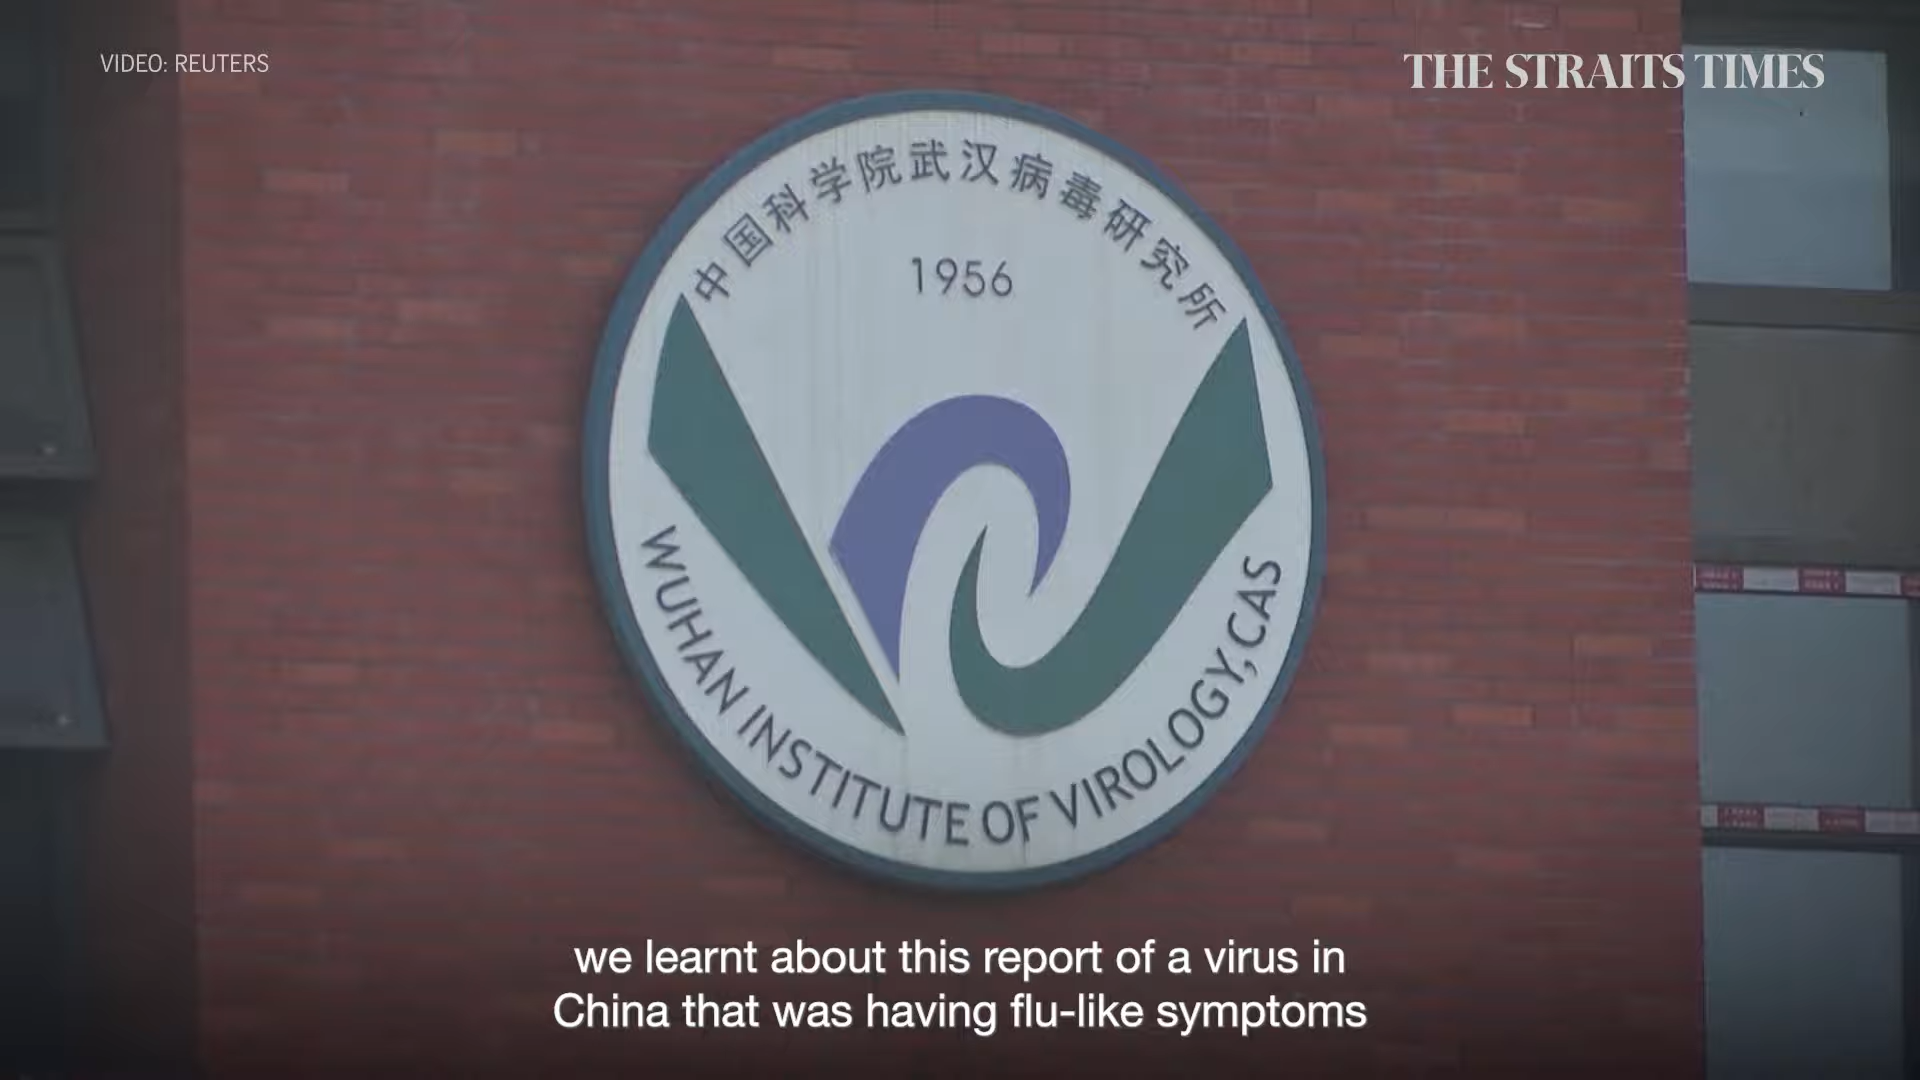 VIDEO: REUTERS
THE STRAITS TIMES
中国科学院武汉病毒研究所
1956
WUHAN INSTITUTE OF VIROLOGY, CAS
we learnt about this report of a virus in
China that was having flu-like symptoms